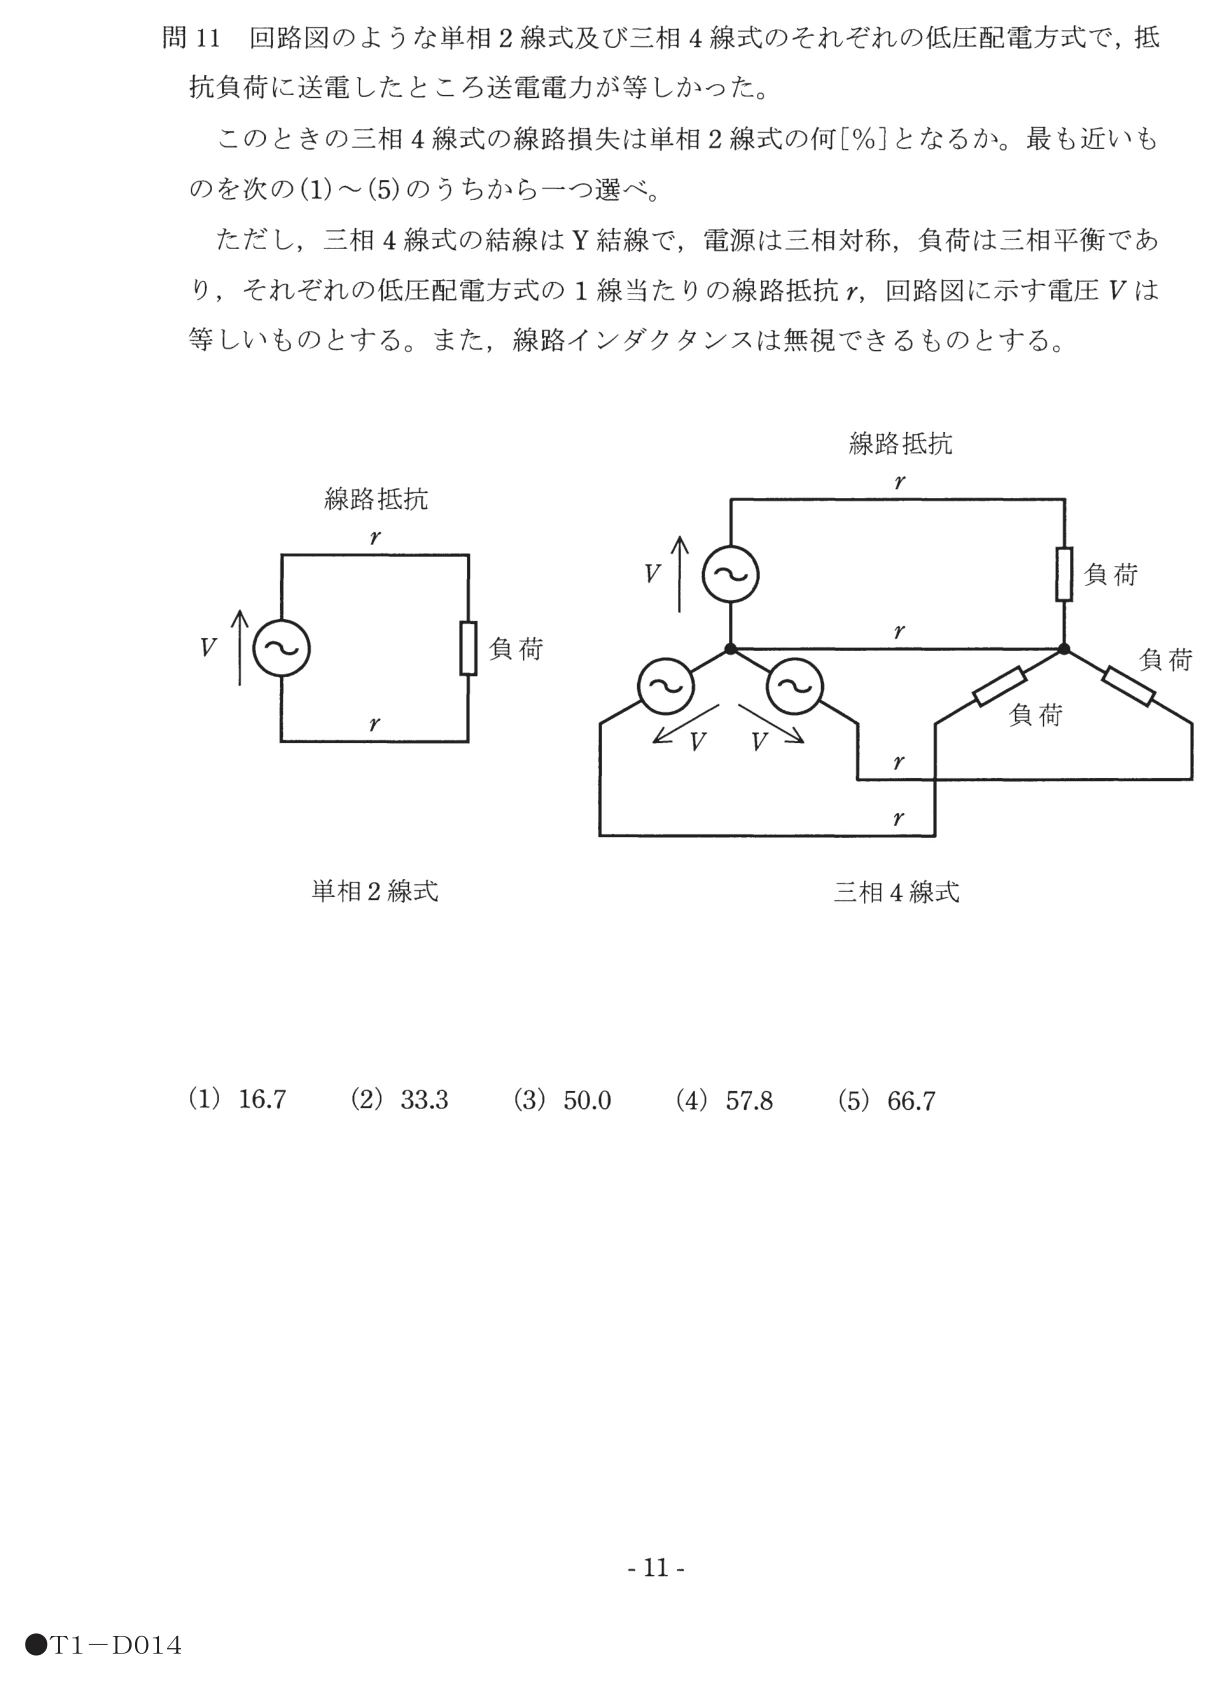 問11 回路図のような単相2線式及び三相4線式のそれぞれの低圧配電方式で,抵
抗負荷に送電したところ送電電力が等しかった。
このときの三相4線式の線路損失は単相2線式の何[%]となるか。最も近いも
のを次の(1)~(5)のうちから一つ選べ。
ただし,三相4線式の結線はY結線で,電源は三相対称,負荷は三相平衡であ
り,それぞれの低圧配電方式の1線当たりの線路抵抗r,回路図に示す電圧Vは
等しいものとする。また,線路インダクタンスは無視できるものとする。
線路抵抗
r
V
負荷
r
単相2線式
線路抵抗
r
V
負荷
r
負荷
負荷
V
V
r
r
三相4線式
(1) 16.7 (2) 33.3 (3) 50.0 (4) 57.8 (5) 66.7
- 11 -
●T1-D014